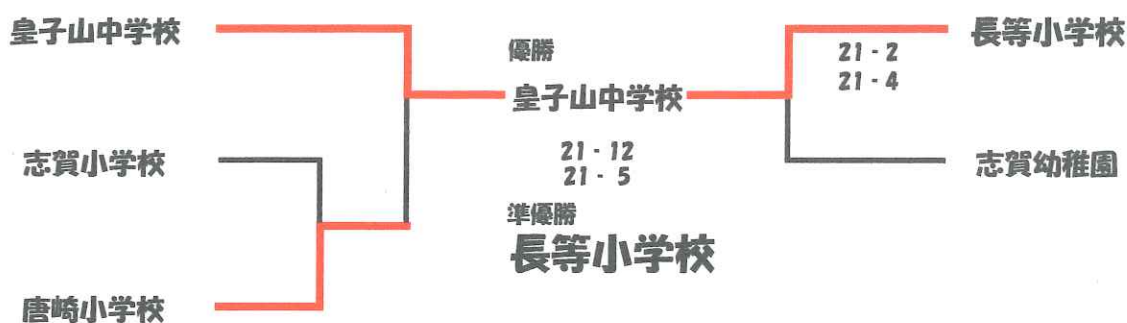 皇子山中学校
志賀小学校
唐崎小学校
優勝
皇子山中学校
21 - 12
21 - 5
準優勝
長等小学校
長等小学校
21 - 2
21 - 4
志賀幼稚園